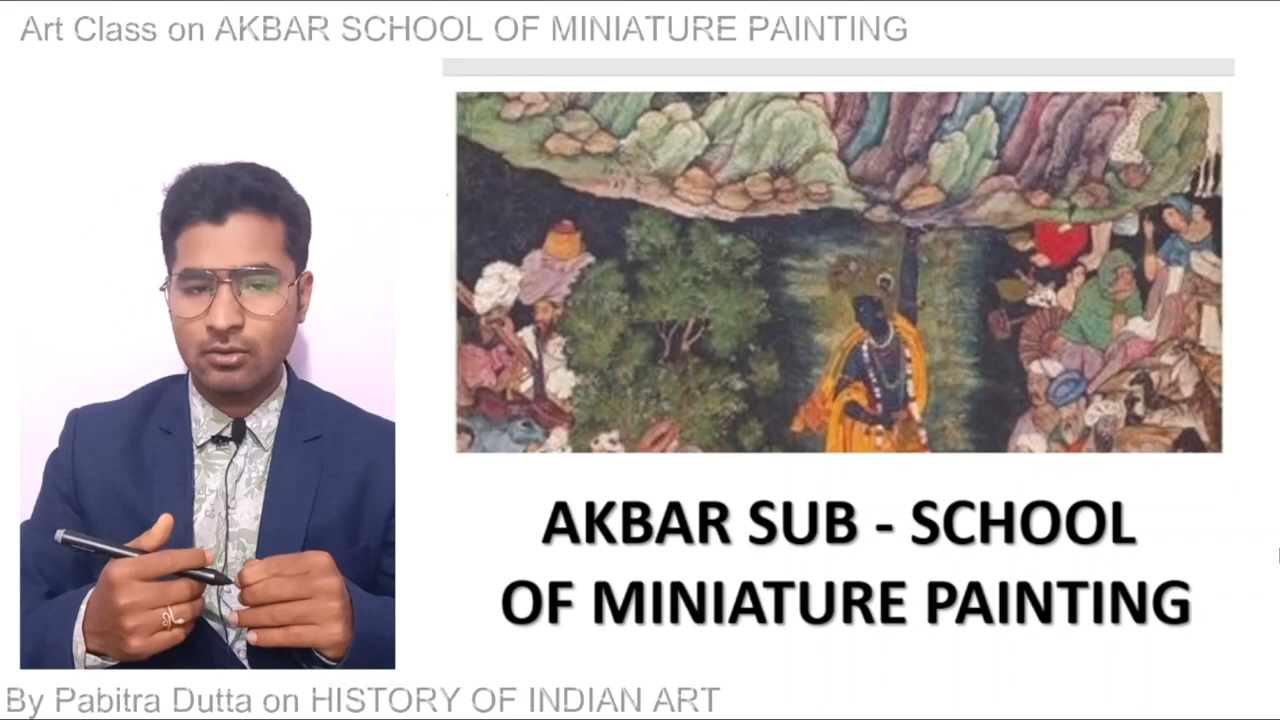 Art Class on AKBAR SCHOOL OF MINIATURE PAINTING
AKBAR SUB - SCHOOL
OF MINIATURE PAINTING
By Pabitra Dutta on HISTORY OF INDIAN ART